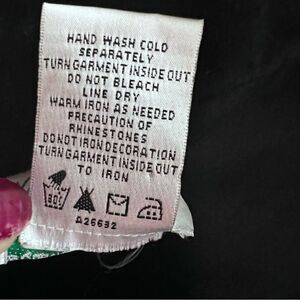 HAND WASH COLD
SEPARATELY
TURN GARMENT INSIDE OUT
DO NOT BLEACH
LINE DRY
WARM IRON AS NEEDED
PRECAUTION OF
RHINESTONES
DO NOT IRON DECORATION
TURN GARMENT INSIDE OUT
TO IRON
A26632